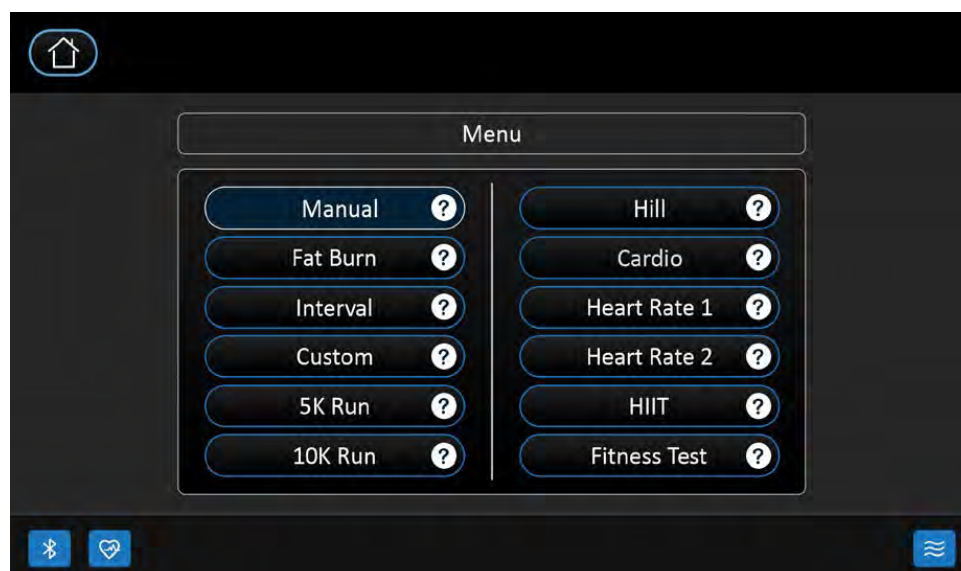 Menu
Manual ?
Fat Burn ?
Interval ?
Custom ?
5K Run ?
10K Run ?
Hill ?
Cardio ?
Heart Rate 1 ?
Heart Rate 2 ?
HIIT ?
Fitness Test ?